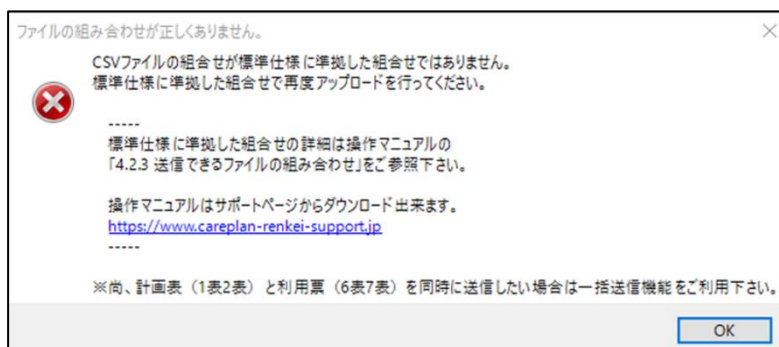 ファイルの組み合わせが正しくありません。
CSVファイルの組合せが標準仕様に準拠した組合せではありません。
標準仕様に準拠した組合せで再度アップロードを行ってください。
-----
標準仕様に準拠した組合せの詳細は操作マニュアルの
「4.2.3 送信できるファイルの組み合わせ」をご参照下さい。
操作マニュアルはサポートページからダウンロード出来ます。
https://www.careplan-renkei-support.jp
-----
※尚、計画表（1表2表）と利用票（6表7表）を同時に送信したい場合は一括送信機能をご利用下さい。
OK